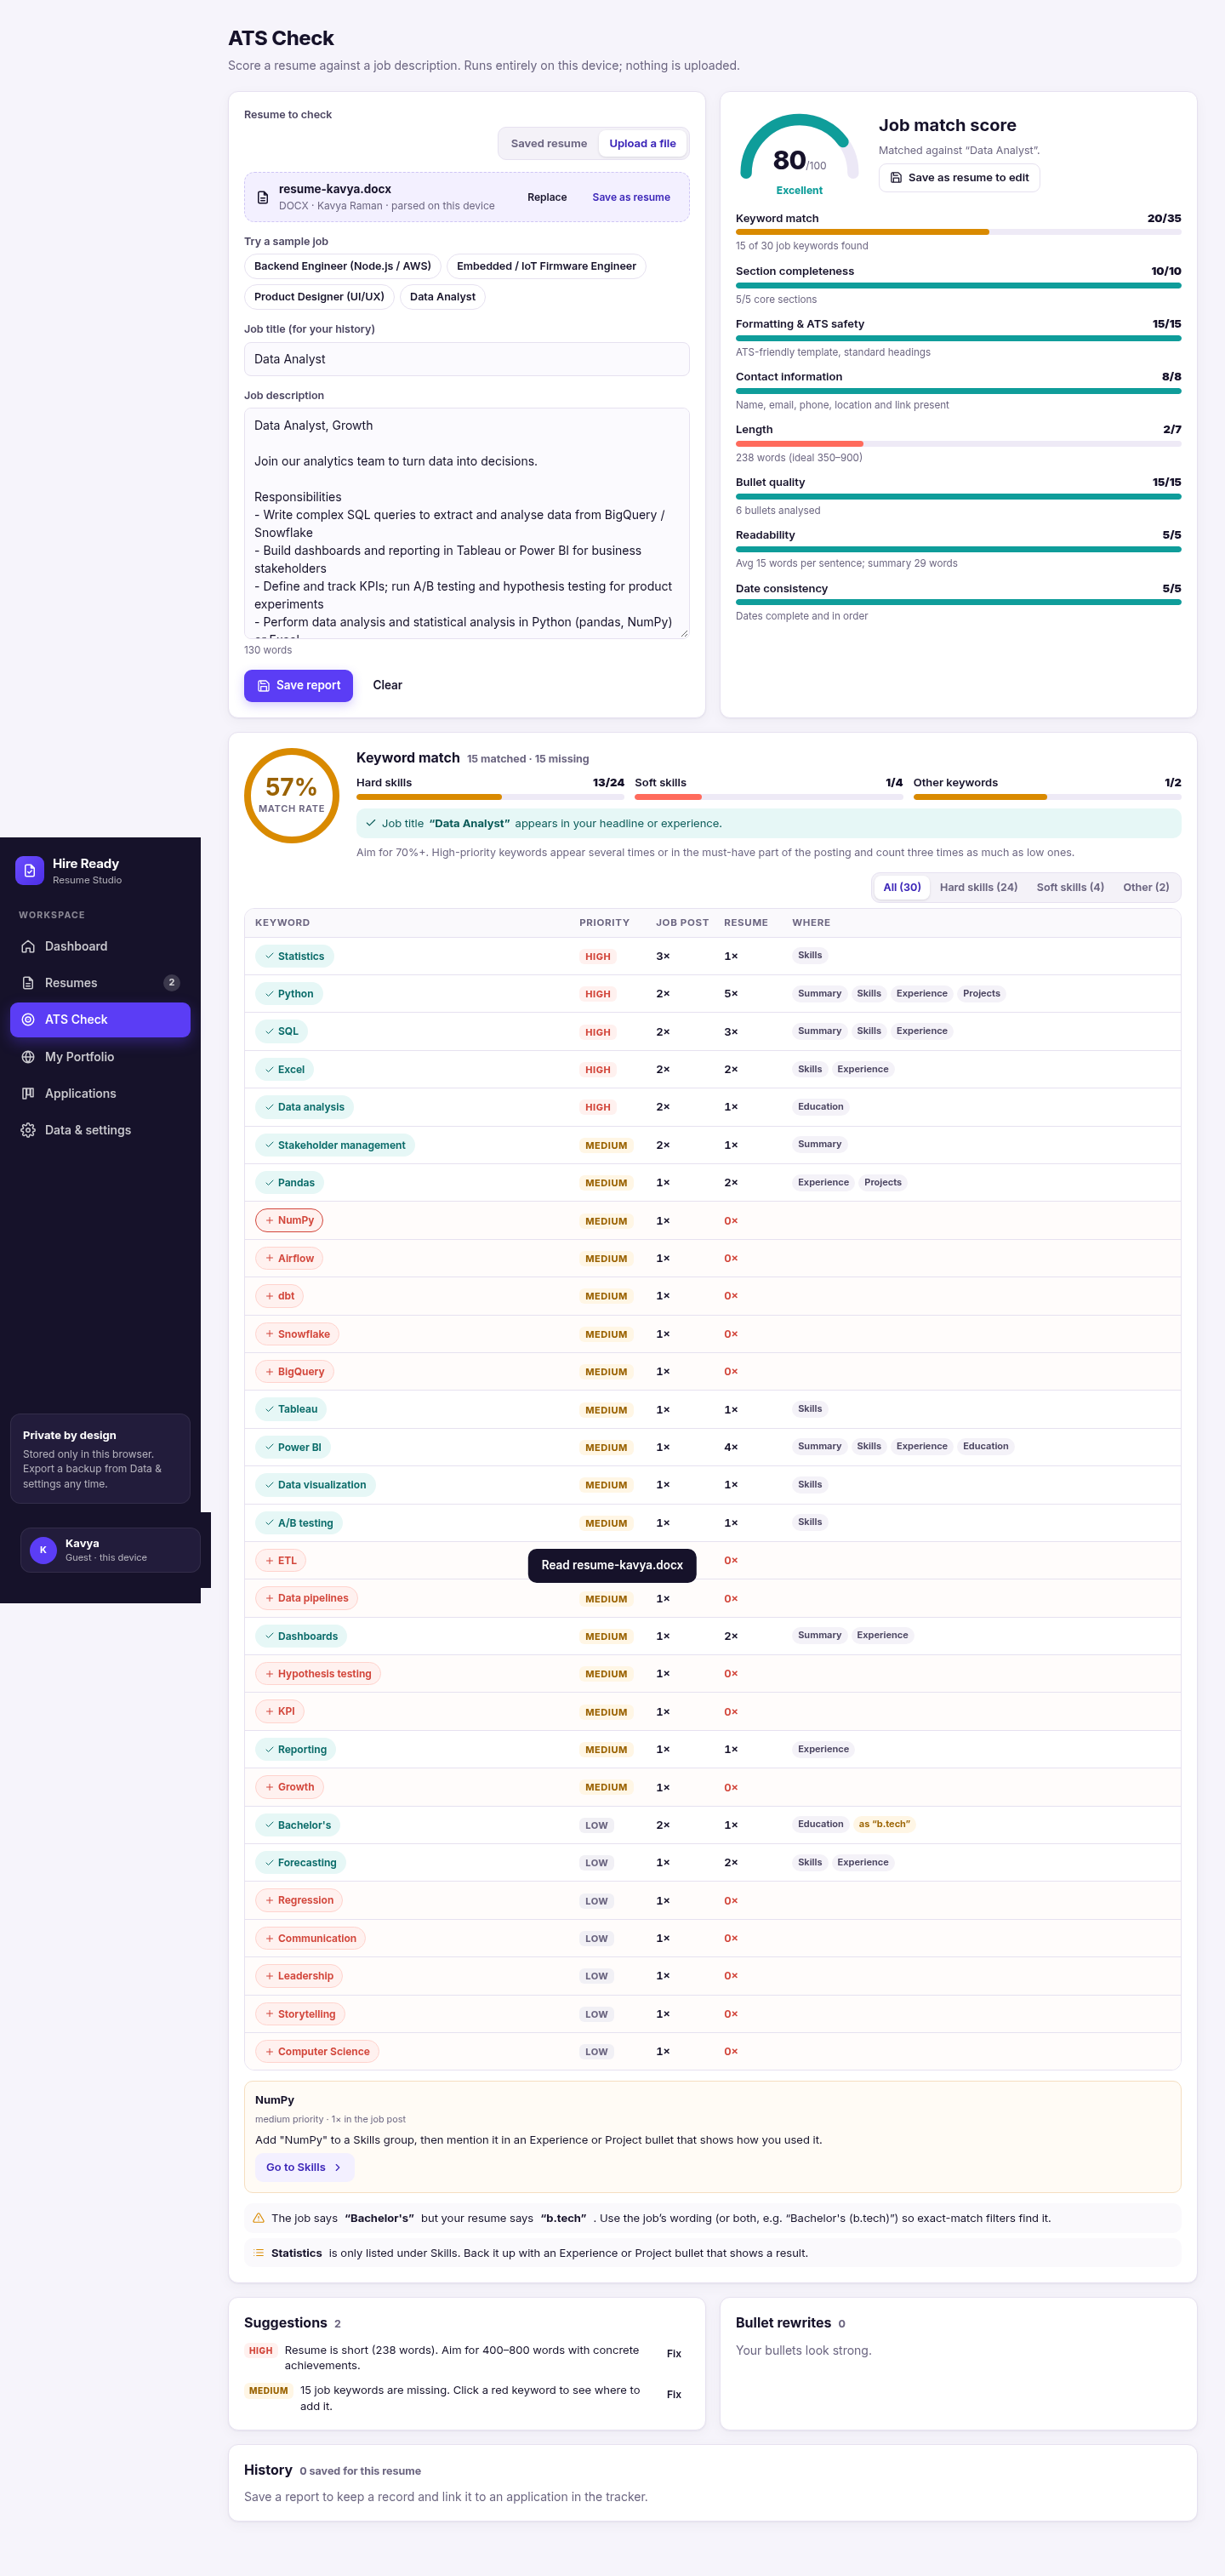 ATS Check
Score a resume against a job description. Runs entirely on this device; nothing is uploaded.
Resume to check
Saved resume
Upload a file
resume-kavya.docx
DOCX · Kavya Raman · parsed on this device
Replace
Save as resume
Try a sample job
Backend Engineer (Node.js / AWS)
Embedded / IoT Firmware Engineer
Product Designer (UI/UX)
Data Analyst
Job title (for your history)
Data Analyst
Job description
Data Analyst, Growth
Join our analytics team to turn data into decisions.
Responsibilities
- Write complex SQL queries to extract and analyse data from BigQuery /
Snowflake
- Build dashboards and reporting in Tableau or Power BI for business
stakeholders
- Define and track KPIs; run A/B testing and hypothesis testing for product
experiments
- Perform data analysis and statistical analysis in Python (pandas, NumPy)
130 words
Save report
Clear
80/100
Excellent
Job match score
Matched against “Data Analyst”.
Save as resume to edit
Keyword match 20/35
15 of 30 job keywords found
Section completeness 10/10
5/5 core sections
Formatting & ATS safety 15/15
ATS-friendly template, standard headings
Contact information 8/8
Name, email, phone, location and link present
Length 2/7
238 words (ideal 350–900)
Bullet quality 15/15
6 bullets analysed
Readability 5/5
Avg 15 words per sentence; summary 29 words
Date consistency 5/5
Dates complete and in order
Hire Ready
Resume Studio
WORKSPACE
Dashboard
Resumes 2
ATS Check
My Portfolio
Applications
Data & settings
Private by design
Stored only in this browser.
Export a backup from Data &
settings any time.
K
Kavya
Guest · this device
57%
MATCH RATE
Keyword match 15 matched · 15 missing
Hard skills 13/24
Soft skills 1/4
Other keywords 1/2
Job title “Data Analyst” appears in your headline or experience.
Aim for 70%+. High-priority keywords appear several times or in the must-have part of the posting and count three times as much as low ones.
All (30)
Hard skills (24)
Soft skills (4)
Other (2)
KEYWORD PRIORITY JOB POST RESUME WHERE
Statistics HIGH 3× 1× Skills
Python HIGH 2× 5× Summary Skills Experience Projects
SQL HIGH 2× 3× Summary Skills Experience
Excel HIGH 2× 2× Skills Experience
Data analysis HIGH 2× 1× Education
Stakeholder management MEDIUM 2× 1× Summary
Pandas MEDIUM 1× 2× Experience Projects
NumPy MEDIUM 1× 0×
Airflow MEDIUM 1× 0×
dbt MEDIUM 1× 0×
Snowflake MEDIUM 1× 0×
BigQuery MEDIUM 1× 0×
Tableau MEDIUM 1× 1× Skills
Power BI MEDIUM 1× 4× Summary Skills Experience Education
Data visualization MEDIUM 1× 1× Skills
A/B testing MEDIUM 1× 1× Skills
ETL 0×
Read resume-kavya.docx
Data pipelines MEDIUM 1× 0×
Dashboards MEDIUM 1× 2× Summary Experience
Hypothesis testing MEDIUM 1× 0×
KPI MEDIUM 1× 0×
Reporting MEDIUM 1× 1× Experience
Growth MEDIUM 1× 0×
Bachelor's LOW 2× 1× Education as “b.tech”
Forecasting LOW 1× 2× Skills Experience
Regression LOW 1× 0×
Communication LOW 1× 0×
Leadership LOW 1× 0×
Storytelling LOW 1× 0×
Computer Science LOW 1× 0×
NumPy
medium priority · 1× in the job post
Add "NumPy" to a Skills group, then mention it in an Experience or Project bullet that shows how you used it.
Go to Skills
The job says “Bachelor's” but your resume says “b.tech” . Use the job’s wording (or both, e.g. “Bachelor's (b.tech)”) so exact-match filters find it.
Statistics is only listed under Skills. Back it up with an Experience or Project bullet that shows a result.
Suggestions 2
HIGH Resume is short (238 words). Aim for 400–800 words with concrete
achievements.
Fix
MEDIUM 15 job keywords are missing. Click a red keyword to see where to
add it.
Fix
Bullet rewrites 0
Your bullets look strong.
History 0 saved for this resume
Save a report to keep a record and link it to an application in the tracker.